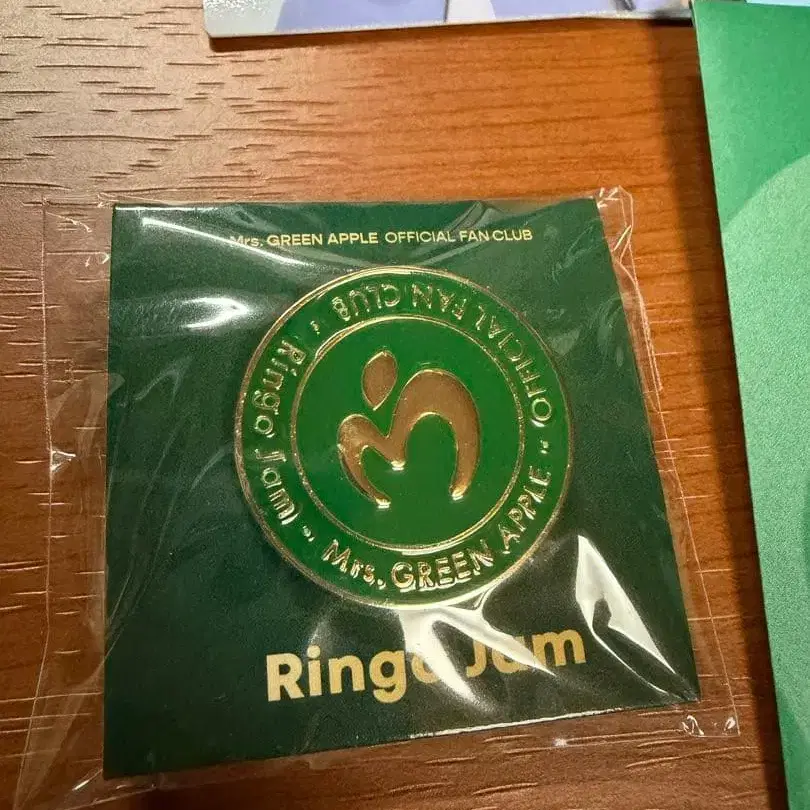 Mrs. GREEN APPLE OFFICIAL FAN CLUB
Mrs. GREEN APPLE .. OFFICIAL FAN CLUB . Ringo Jam ..
Ringo Jam